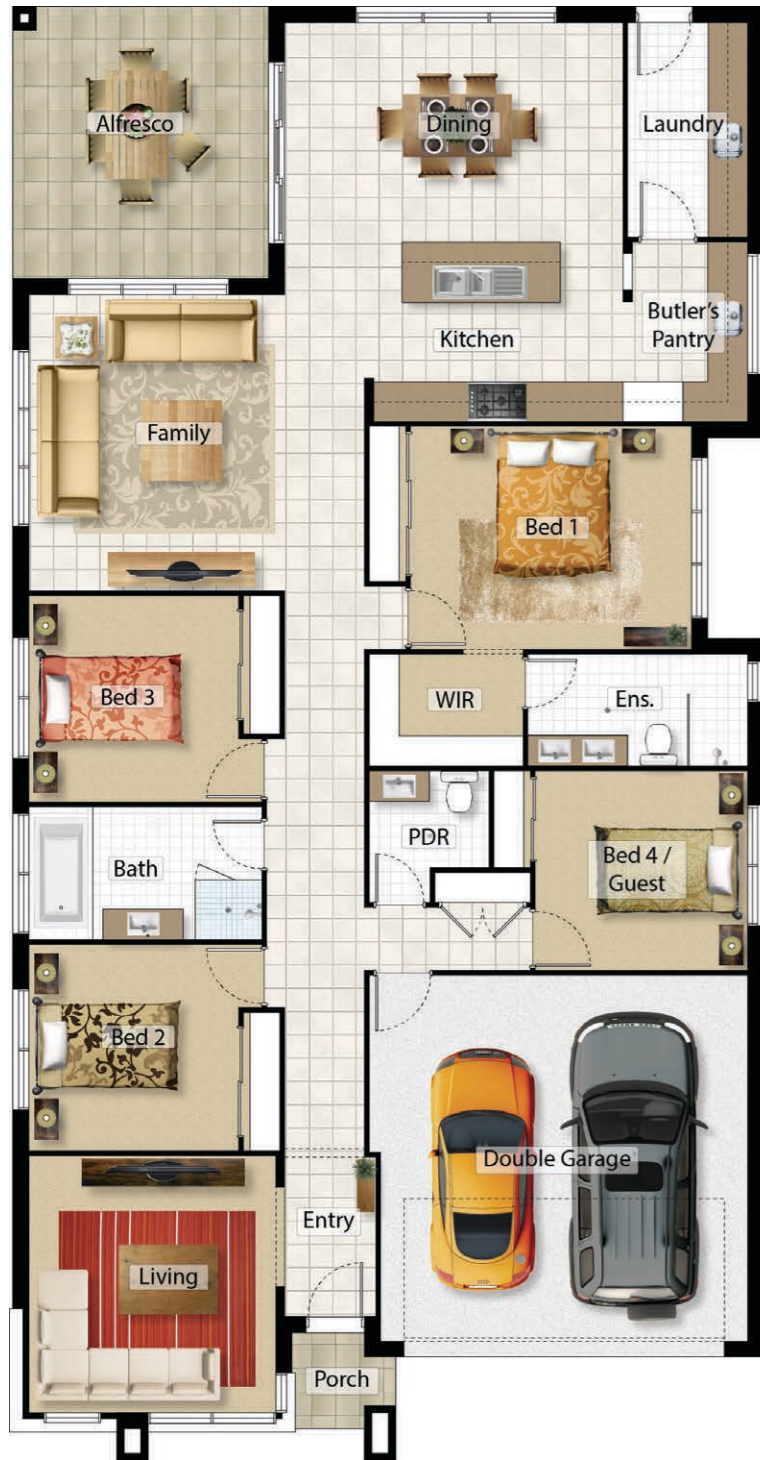 Alfresco
Dining
Laundry
Kitchen
Butler's
Pantry
Family
Bed 1
Bed 3
WIR
Ens.
PDR
Bed 4 /
Guest
Bath
Bed 2
Double Garage
Entry
Living
Porch